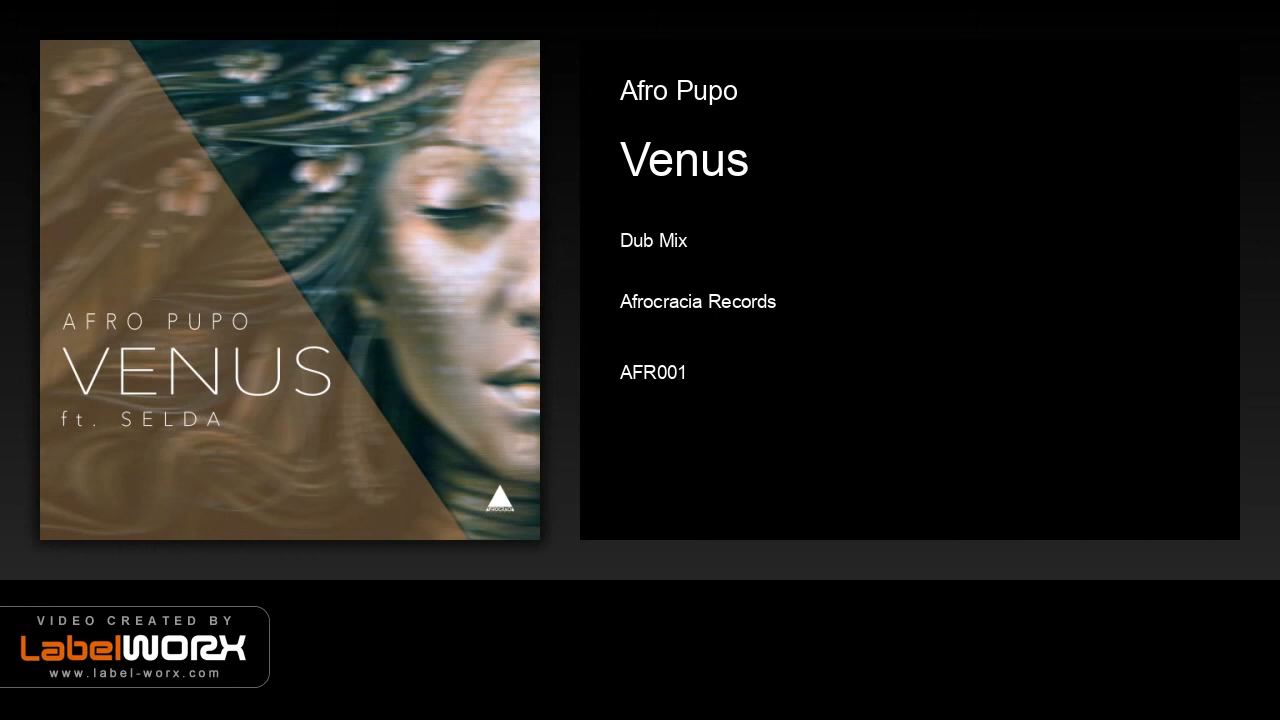 AFRO PUPO
VENUS
ft. SELDA
AFROCRACIA
Afro Pupo
Venus
Dub Mix
Afrocracia Records
AFR001
VIDEO CREATED BY
LabelWORX
www.label-worx.com